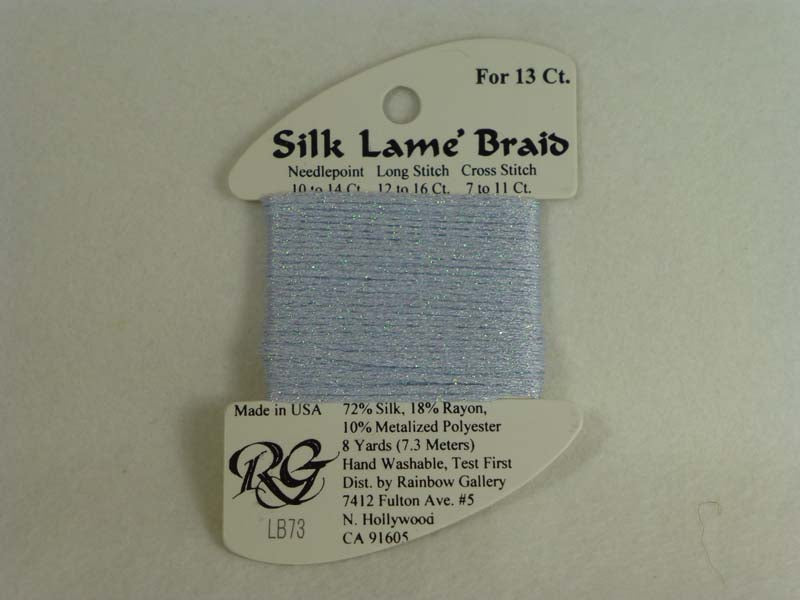 For 13 Ct.
Silk Lamé Braid
Needlepoint Long Stitch Cross Stitch
10 to 14 Ct. 12 to 16 Ct. 7 to 11 Ct.
Made in USA
72% Silk, 18% Rayon,
10% Metalized Polyester
8 Yards (7.3 Meters)
Hand Washable, Test First
Dist. by Rainbow Gallery
7412 Fulton Ave. #5
N. Hollywood
CA 91605
RG
LB73